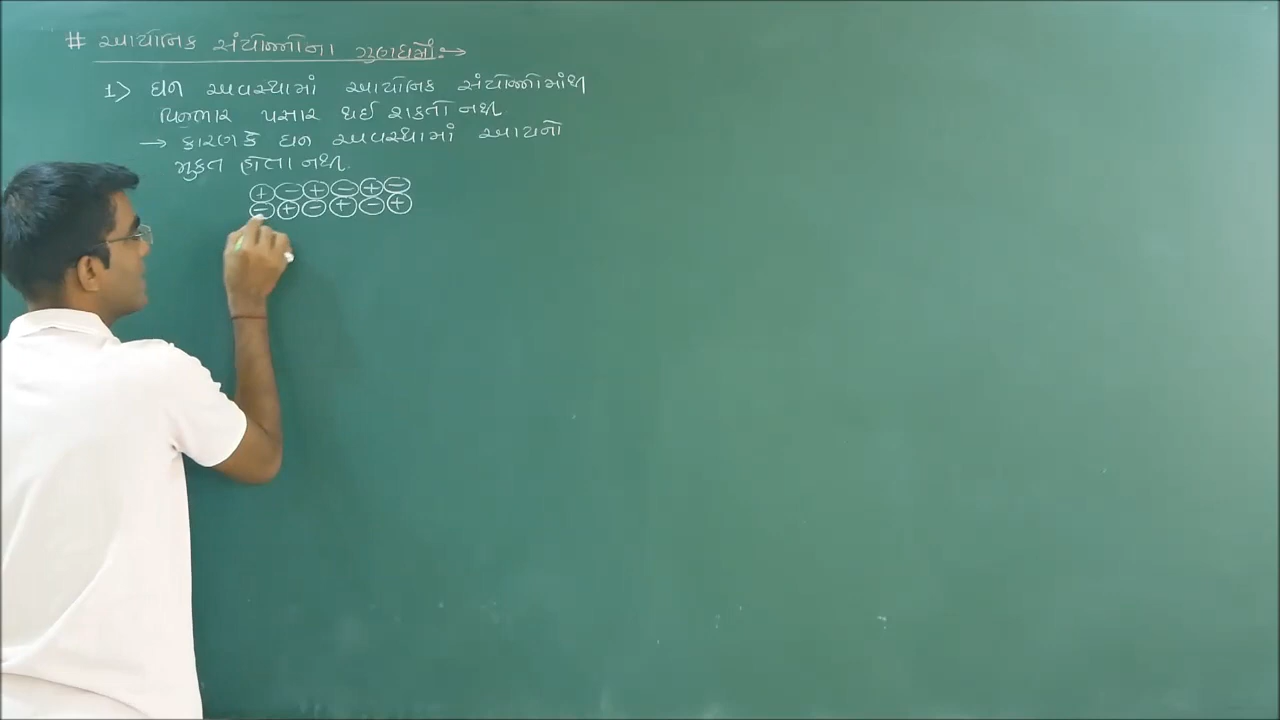 # આયોનિક સંયોજનોના ગુણધર્મો :→
1> ઘન અવસ્થામાં આયોનિક સંયોજનોમાંથી
વિજભાર પસાર થઈ શકતો નથી.
→ કારણ કે ઘન અવસ્થામાં આયનો
મુક્ત હોતા નથી.
+ − + − + −
− + − + − +